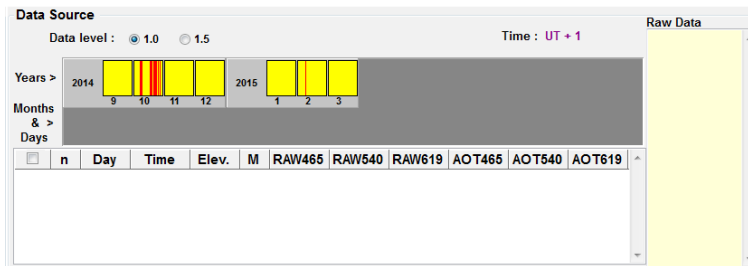 Data Source
Raw Data
Data level : 1.0 1.5 Time : UT + 1
Years > 2014 2015
9 10 11 12 1 2 3
Months
& >
Days
n Day Time Elev. M RAW465 RAW540 RAW619 AOT465 AOT540 AOT619